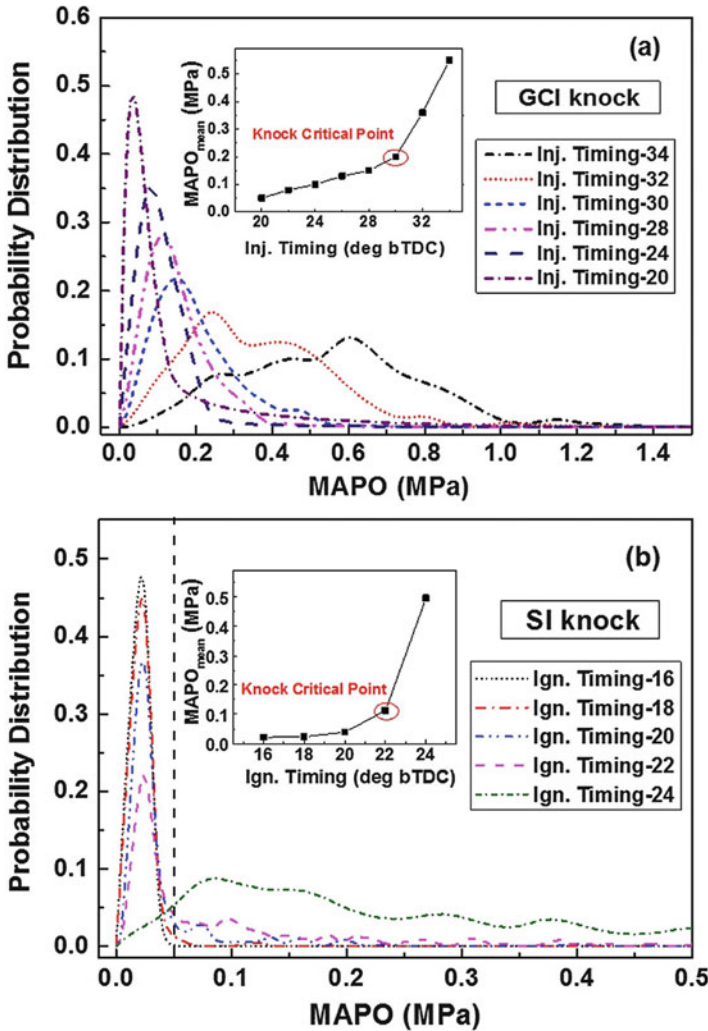 (a)
GCI knock
Inj. Timing-34
Inj. Timing-32
Inj. Timing-30
Inj. Timing-28
Inj. Timing-24
Inj. Timing-20
Probability Distribution
0.6
0.5
0.4
0.3
0.2
0.1
0.0
0.0 0.2 0.4 0.6 0.8 1.0 1.2 1.4
MAPO (MPa)
MAPOmean (MPa)
0.5
0.4
0.3
0.2
0.1
0.0
Knock Critical Point
20 24 28 32
Inj. Timing (deg bTDC)
(b)
SI knock
Ign. Timing-16
Ign. Timing-18
Ign. Timing-20
Ign. Timing-22
Ign. Timing-24
Probability Distribution
0.5
0.4
0.3
0.2
0.1
0.0
0.0 0.1 0.2 0.3 0.4 0.5
MAPO (MPa)
MAPOmean (MPa)
0.5
0.4
0.3
0.2
0.1
0.0
Knock Critical Point
16 18 20 22 24
Ign. Timing (deg bTDC)